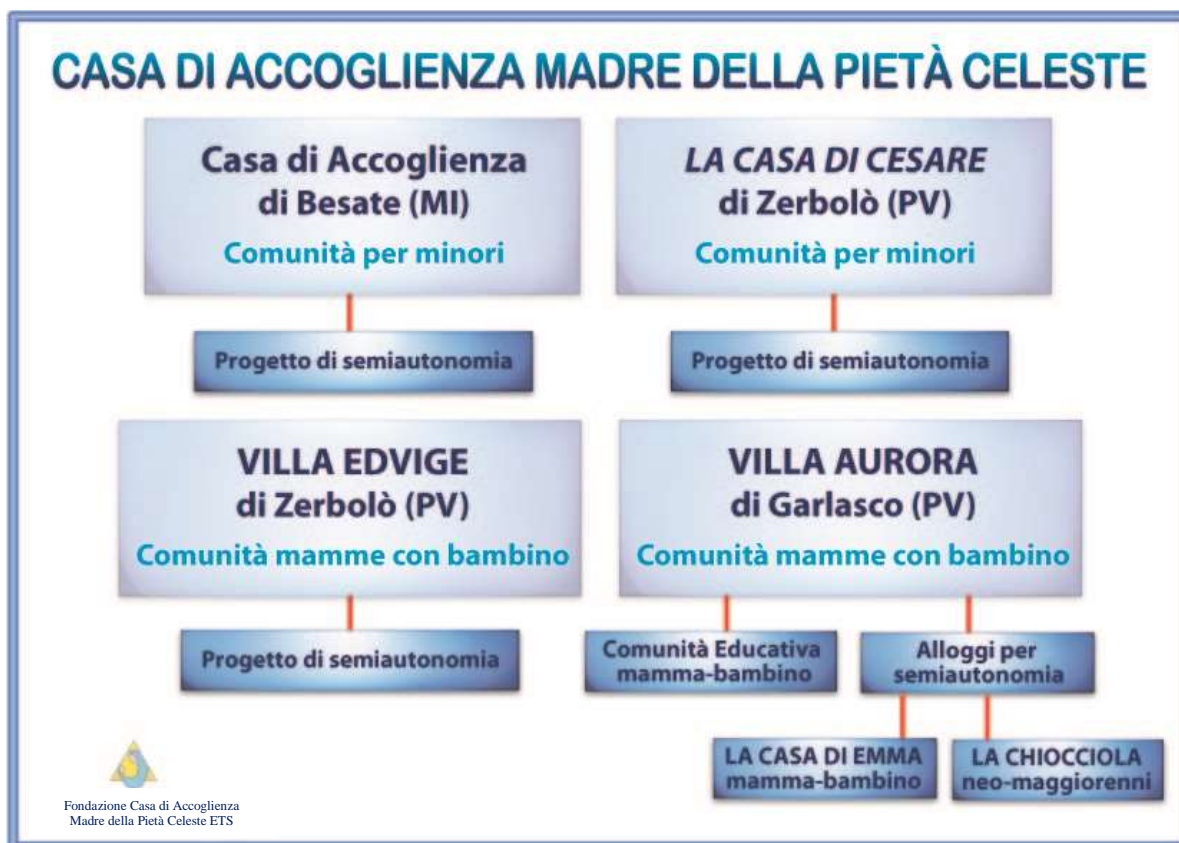 CASA DI ACCOGLIENZA MADRE DELLA PIETÀ CELESTE
Casa di Accoglienza
di Besate (MI)
Comunità per minori
Progetto di semiautonomia
LA CASA DI CESARE
di Zerbolò (PV)
Comunità per minori
Progetto di semiautonomia
VILLA EDVIGE
di Zerbolò (PV)
Comunità mamme con bambino
Progetto di semiautonomia
VILLA AURORA
di Garlasco (PV)
Comunità mamme con bambino
Comunità Educativa
mamma-bambino
Alloggi per
semiautonomia
LA CASA DI EMMA
mamma-bambino
LA CHIOCCIOLA
neo-maggiorenni
Fondazione Casa di Accoglienza
Madre della Pietà Celeste ETS